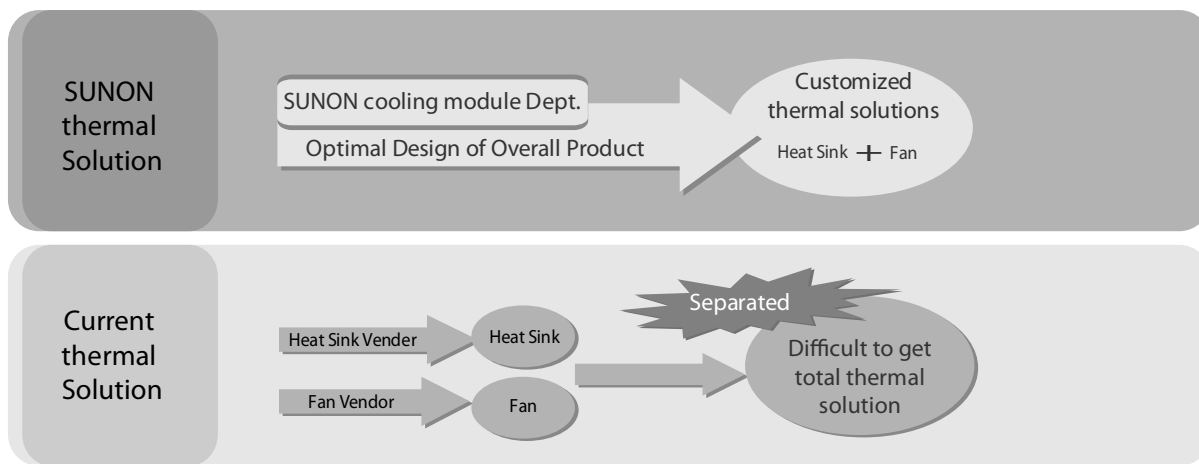 SUNON
thermal
Solution
SUNON cooling module Dept.
Optimal Design of Overall Product
Customized
thermal solutions
Heat Sink + Fan
Current
thermal
Solution
Heat Sink Vender
Heat Sink
Fan Vendor
Fan
Separated
Difficult to get
total thermal
solution